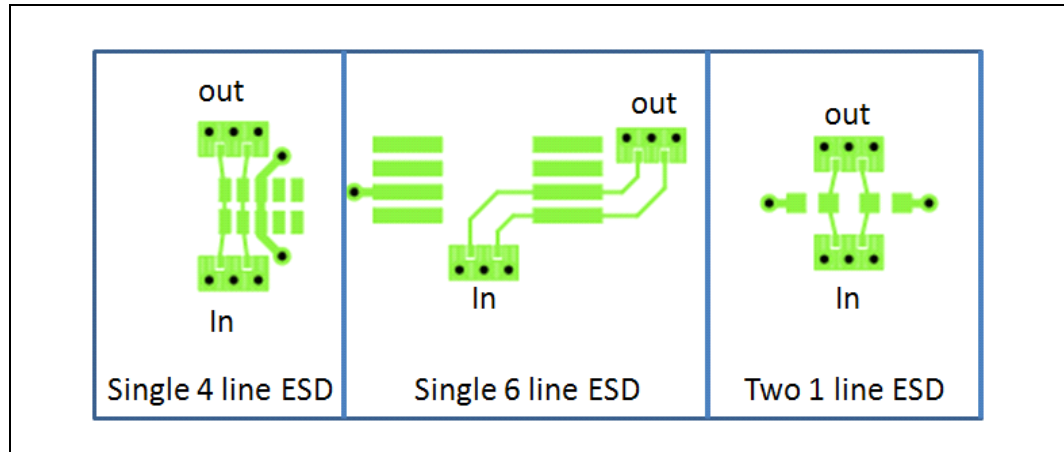 out
In
Single 4 line ESD
out
In
Single 6 line ESD
out
In
Two 1 line ESD